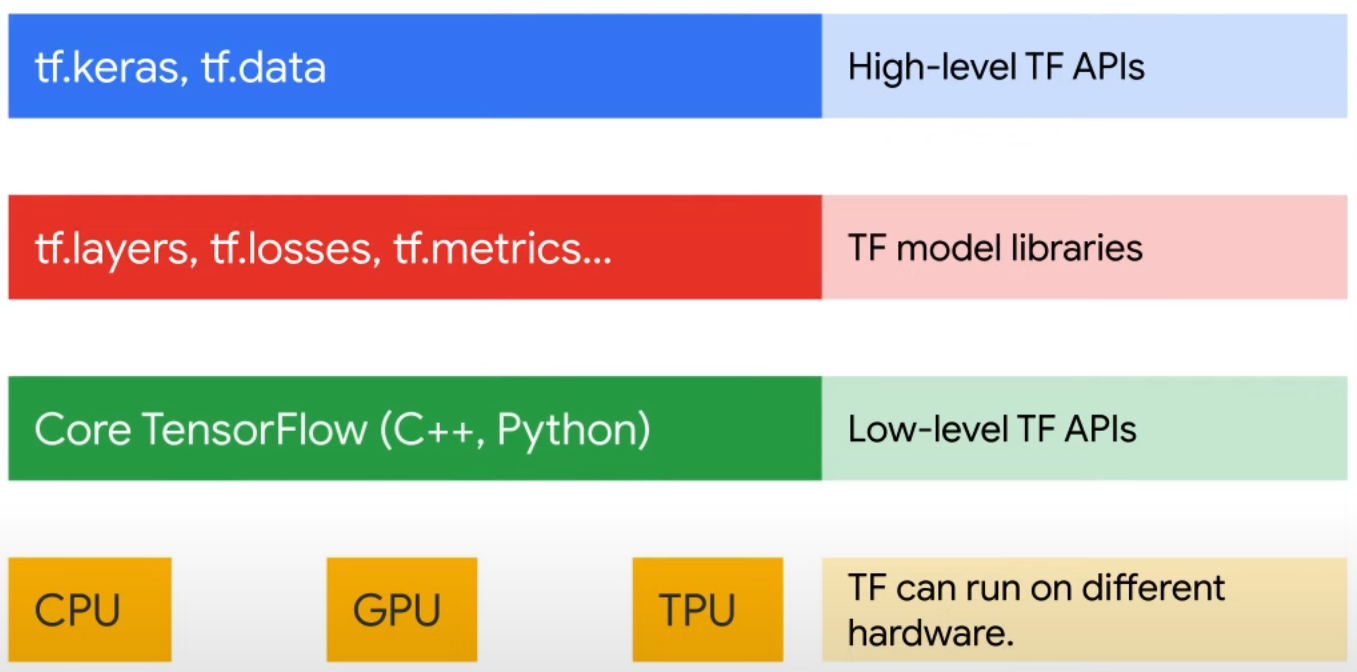 tf.keras, tf.data
High-level TF APIs
tf.layers, tf.losses, tf.metrics...
TF model libraries
Core TensorFlow (C++, Python)
Low-level TF APIs
CPU
GPU
TPU
TF can run on different
hardware.